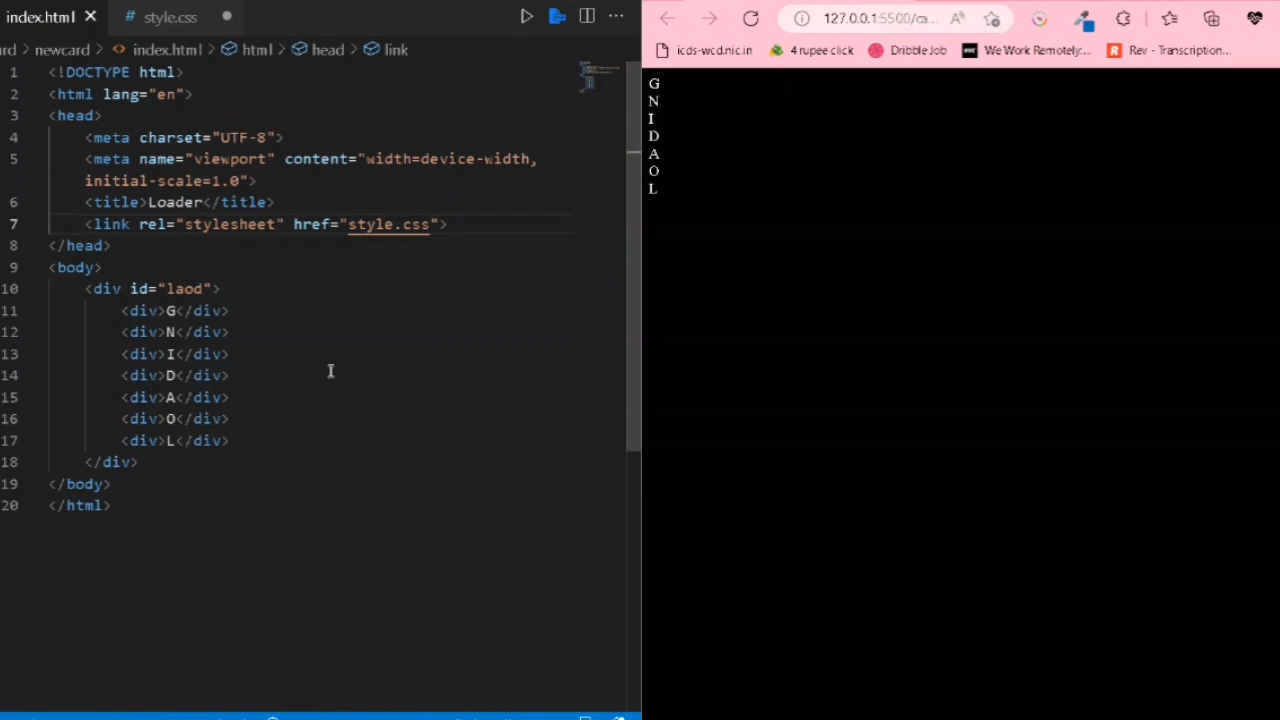 index.html
# style.css
rd > newcard > index.html > html > head > link
1 <!DOCTYPE html>
2 <html lang="en">
3 <head>
4 <meta charset="UTF-8">
5 <meta name="viewport" content="width=device-width,
initial-scale=1.0">
6 <title>Loader</title>
7 <link rel="stylesheet" href="style.css">
8 </head>
9 <body>
10 <div id="laod">
11 <div>G</div>
12 <div>N</div>
13 <div>I</div>
14 <div>D</div>
15 <div>A</div>
16 <div>O</div>
17 <div>L</div>
18 </div>
19 </body>
20 </html>
127.0.0.1:5500/ca...
icds-wcd.nic.in
4 rupee click
Dribble Job
We Work Remotely:...
Rev - Transcription...
G
N
I
D
A
O
L